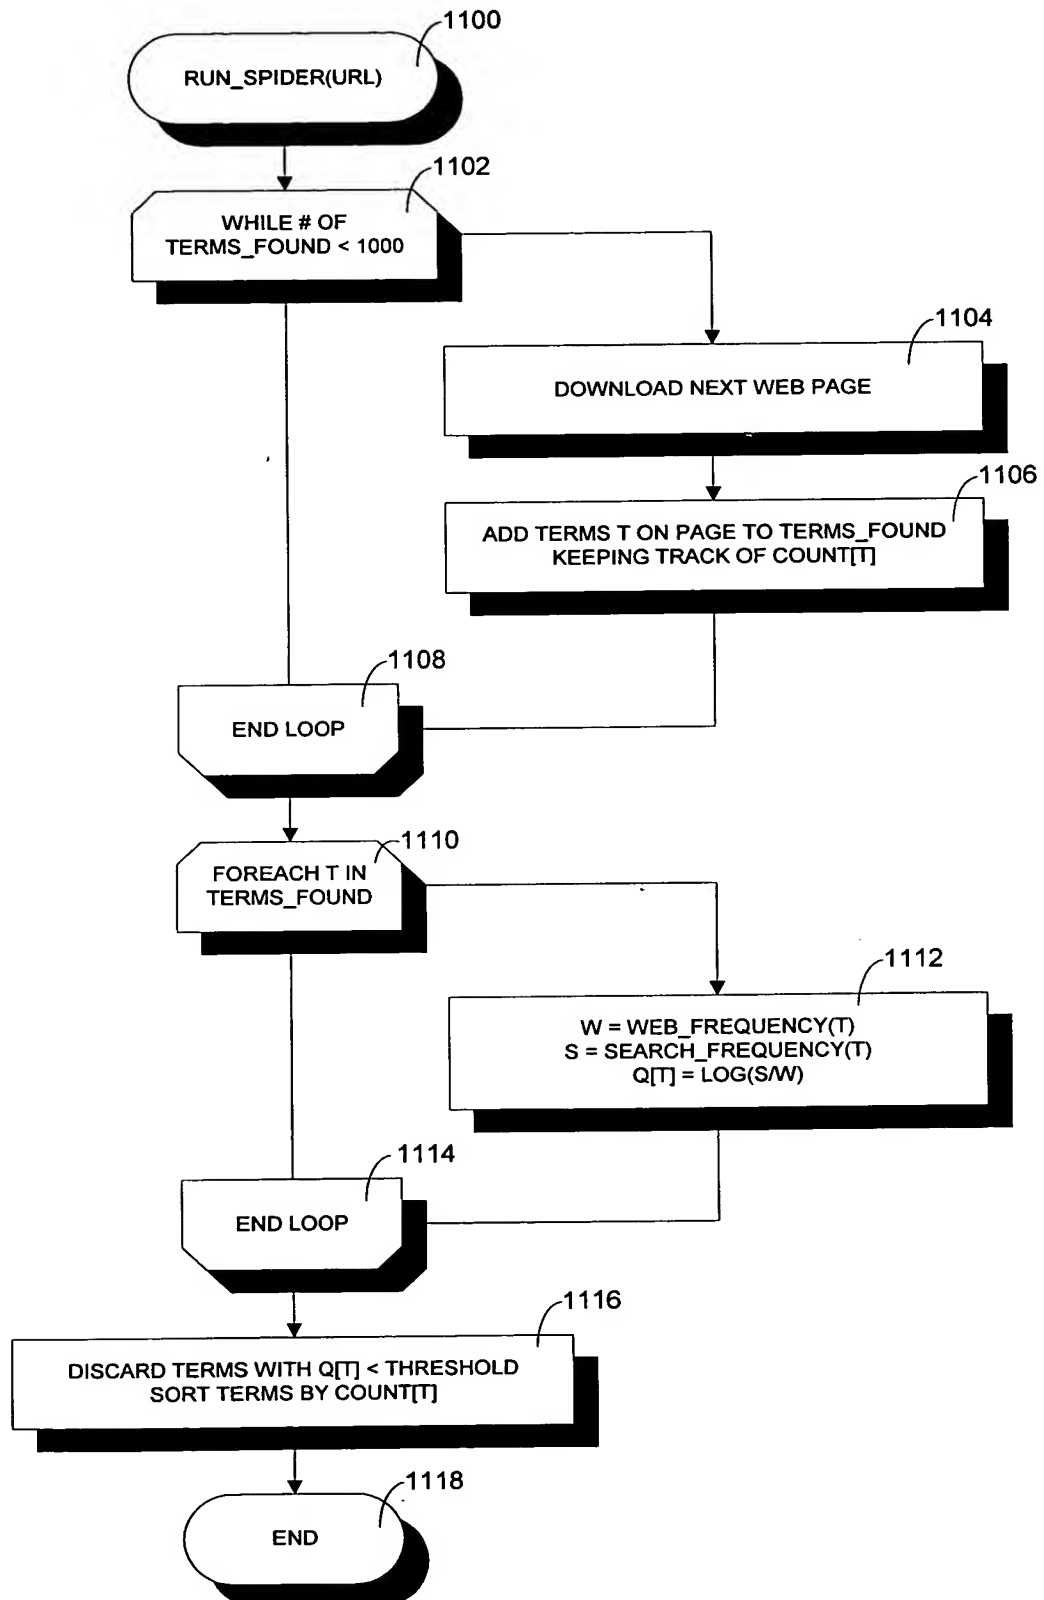 1100
RUN_SPIDER(URL)
1102
WHILE # OF
TERMS_FOUND < 1000
1104
DOWNLOAD NEXT WEB PAGE
1106
ADD TERMS T ON PAGE TO TERMS_FOUND
KEEPING TRACK OF COUNT[T]
1108
END LOOP
1110
FOREACH T IN
TERMS_FOUND
1112
W = WEB_FREQUENCY(T)
S = SEARCH_FREQUENCY(T)
Q[T] = LOG(S/W)
1114
END LOOP
1116
DISCARD TERMS WITH Q[T] < THRESHOLD
SORT TERMS BY COUNT[T]
1118
END